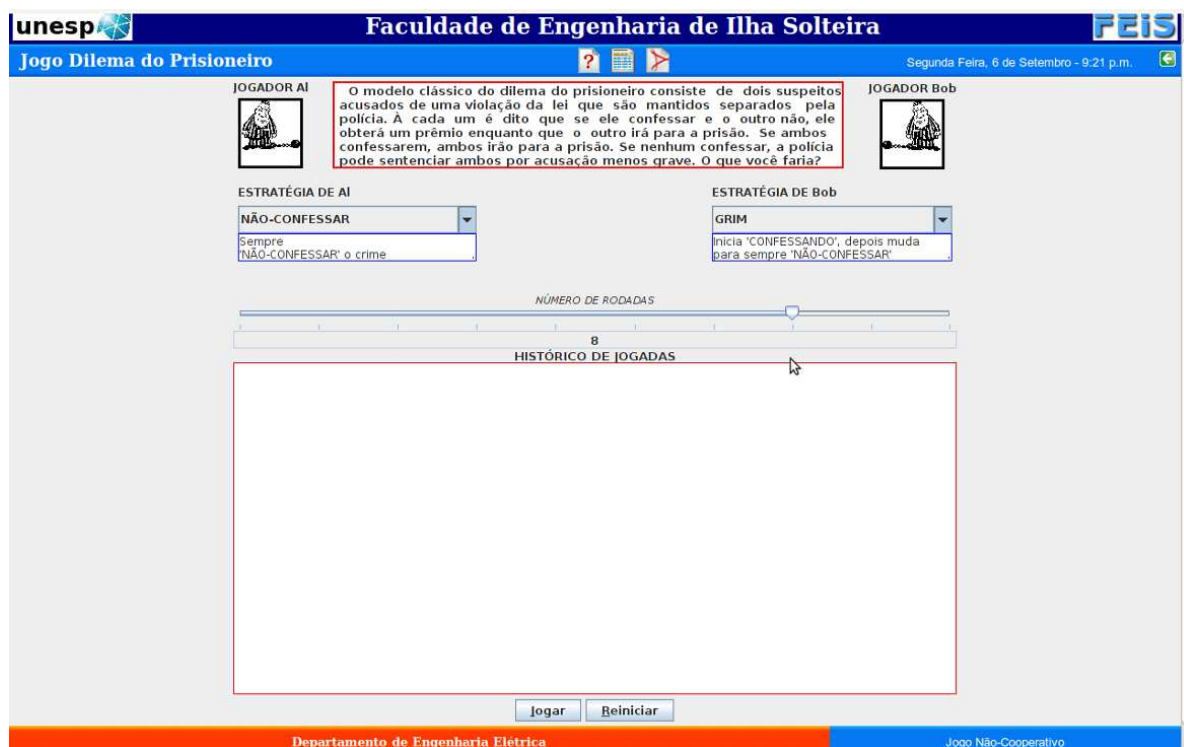 unesp
Faculdade de Engenharia de Ilha Solteira
FEIS
Jogo Dilema do Prisioneiro
?
Segunda Feira, 6 de Setembro - 9:21 p.m.
JOGADOR Al
O modelo clássico do dilema do prisioneiro consiste de dois suspeitos
acusados de uma violação da lei que são mantidos separados pela
polícia. À cada um é dito que se ele confessar e o outro não, ele
obterá um prêmio enquanto que o outro irá para a prisão. Se ambos
confessarem, ambos irão para a prisão. Se nenhum confessar, a polícia
pode sentenciar ambos por acusação menos grave. O que você faria?
JOGADOR Bob
ESTRATÉGIA DE Al
NÃO-CONFESSAR
Sempre
'NÃO-CONFESSAR' o crime
ESTRATÉGIA DE Bob
GRIM
Inicia 'CONFESSANDO', depois muda
para sempre 'NÃO-CONFESSAR'
NÚMERO DE RODADAS
8
HISTÓRICO DE JOGADAS
Jogar
Reiniciar
Departamento de Engenharia Elétrica
Jogo Não-Cooperativo